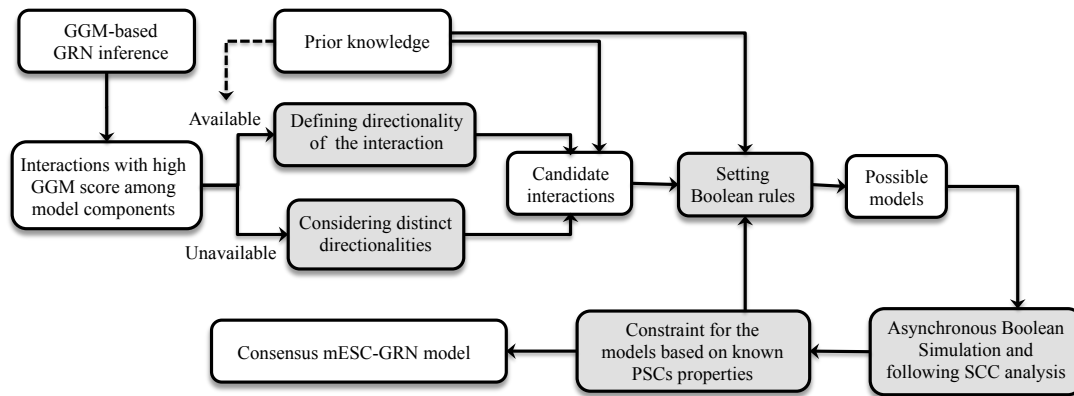 GGM-based
GRN inference
Prior knowledge
Available
Defining directionality
of the interaction
Interactions with high
GGM score among
model components
Candidate
interactions
Setting
Boolean rules
Possible
models
Unavailable
Considering distinct
directionalities
Consensus mESC-GRN model
Constraint for the
models based on known
PSCs properties
Asynchronous Boolean
Simulation and
following SCC analysis